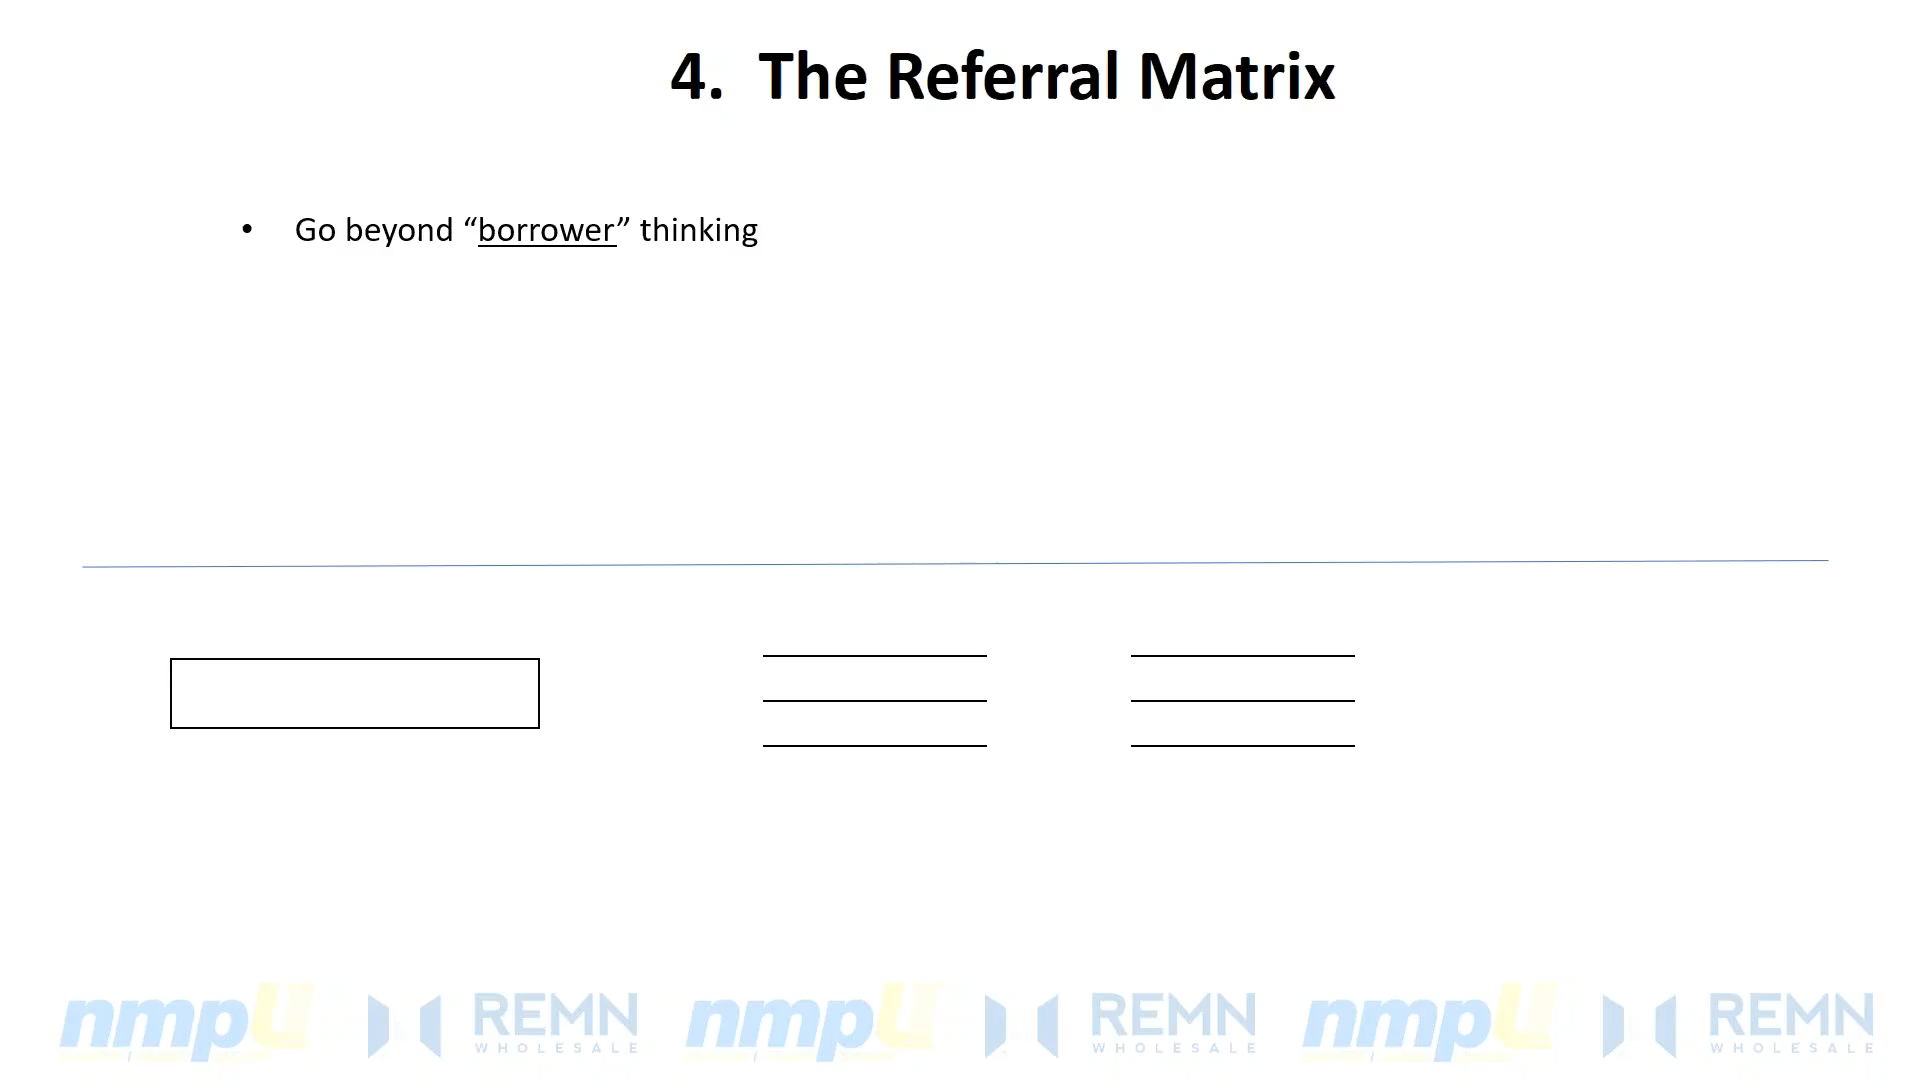 4. The Referral Matrix
• Go beyond “borrower” thinking
nmpU REMN nmpU REMN nmpU REMN
WHOLESALE WHOLESALE WHOLESALE